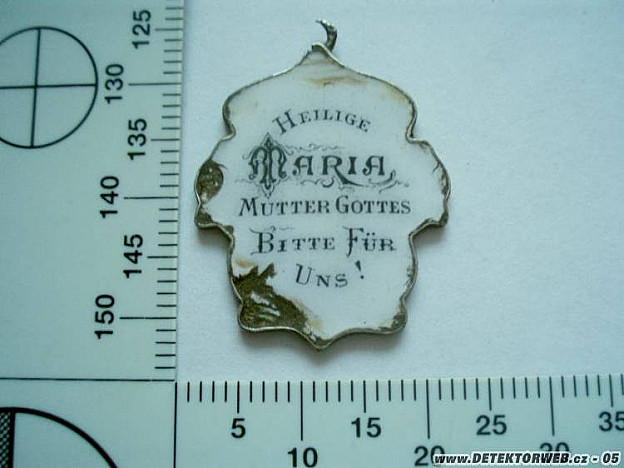 HEILIGE
MARIA,
MUTTER GOTTES
BITTE FÜR
UNS!
125
130
135
140
145
150
5
10
15
20
25
30
35
www.DETEKTORWEB.cz - 05